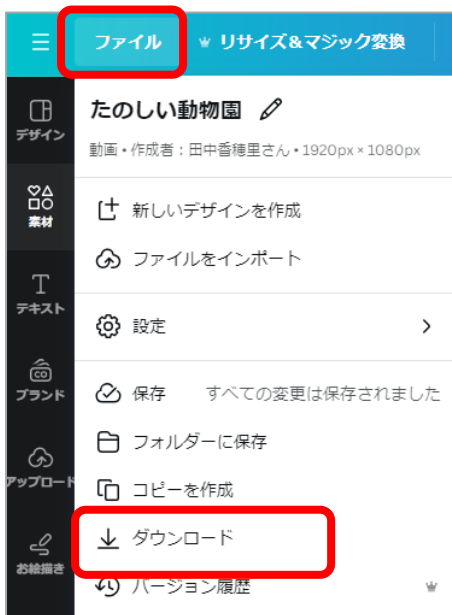 ファイル
リサイズ&マジック変換
デザイン
素材
テキスト
ブランド
アップロード
お絵描き
たのしい動物園
動画•作成者：田中香穂里さん•1920px×1080px
新しいデザインを作成
ファイルをインポート
設定
保存 すべての変更は保存されました
フォルダーに保存
コピーを作成
ダウンロード
バージョン履歴